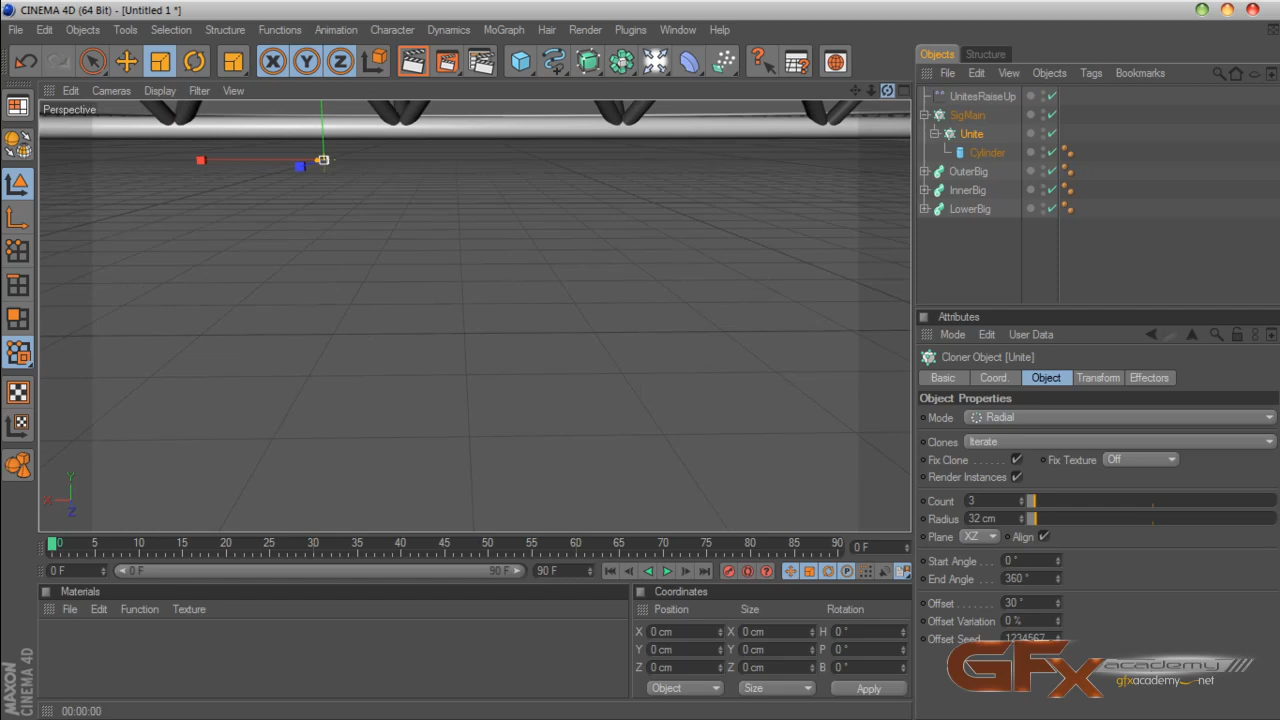 CINEMA 4D (64 Bit) - [Untitled 1 *]
File Edit Objects Tools Selection Structure Functions Animation Character Dynamics MoGraph Hair Render Plugins Window Help
Objects Structure
File Edit View Objects Tags Bookmarks
Edit Cameras Display Filter View
Perspective
UnitesRaiseUp
SigMain
Unite
Cylinder
OuterBig
InnerBig
LowerBig
Y
X
Z
Attributes
Mode Edit User Data
Cloner Object [Unite]
Basic Coord. Object Transform Effectors
Object Properties
Mode Radial
Clones Iterate
Fix Clone ...... Fix Texture Off
Render Instances
Count 3
Radius 32 cm
Plane XZ Align
Start Angle .. 0 °
End Angle ... 360 °
Offset ....... 30 °
Offset Variation 0 %
Offset Seed .. 1234567
0 5 10 15 20 25 30 35 40 45 50 55 60 65 70 75 80 85 90 0 F
0 F 0 F 90 F 90 F
Materials
File Edit Function Texture
Coordinates
Position Size Rotation
X 0 cm X 0 cm H 0 °
Y 0 cm Y 0 cm P 0 °
Z 0 cm Z 0 cm B 0 °
Object Size Apply
GFx academy
gfxacademy.net
MAXON
CINEMA 4D
00:00:00